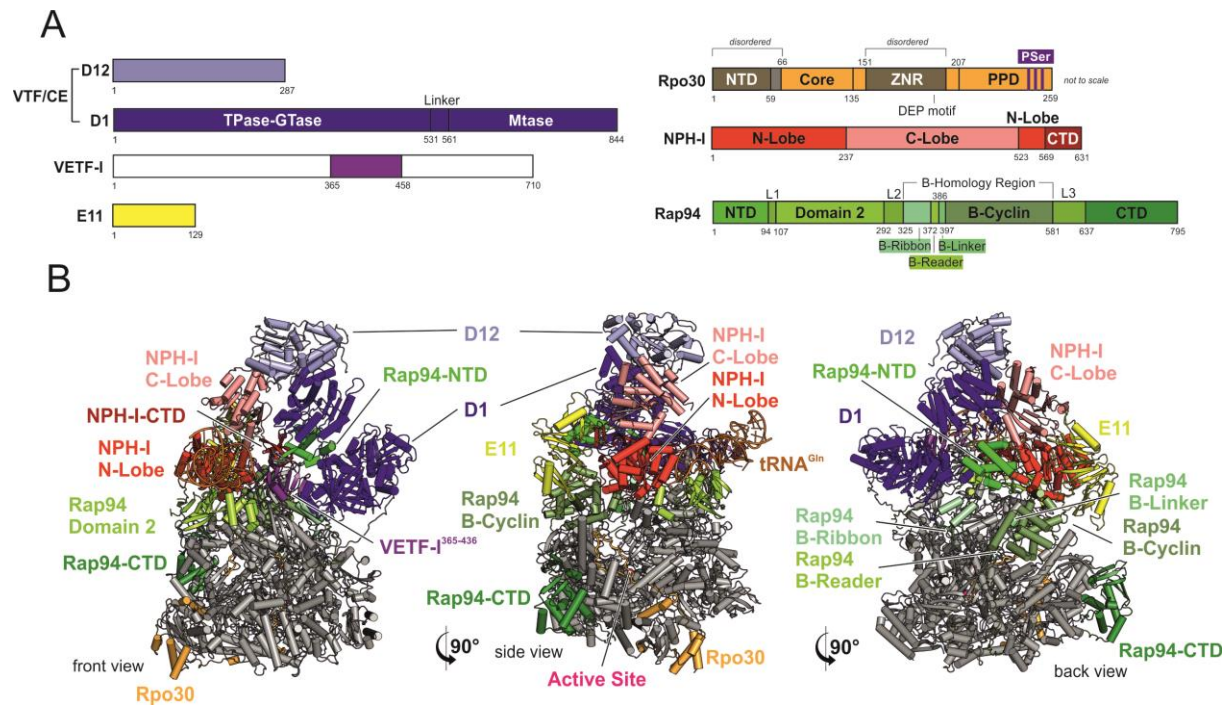 A
D12
287
VTF/CE
Linker
D1
TPase-GTase
Mtase
1
531
561
844
VETF-I
1
365
458
710
E11
1
129
disordered
disordered
PSer
66
151
207
Rpo30
NTD
Core
ZNR
PPD
not to scale
1
59
135
259
DEP motif
N-Lobe
NPH-I
N-Lobe
C-Lobe
CTD
1
237
523
569
631
B-Homology Region
L1
L2
386
L3
Rap94
NTD
Domain 2
B-Cyclin
CTD
1
94
107
292
325
372
397
581
637
795
B-Ribbon
B-Linker
B-Reader
B
D12
NPH-I
C-Lobe
Rap94-NTD
NPH-I-CTD
D1
NPH-I
N-Lobe
Rap94
Domain 2
VETF-I365-436
Rap94-CTD
front view
Rpo30
90°
NPH-I
C-Lobe
NPH-I
N-Lobe
E11
tRNAGln
Rap94
B-Cyclin
Rap94-CTD
side view
Rpo30
Active Site
90°
D12
NPH-I
C-Lobe
Rap94-NTD
D1
E11
Rap94
B-Linker
Rap94
B-Ribbon
Rap94
B-Cyclin
Rap94
B-Reader
Rap94-CTD
back view